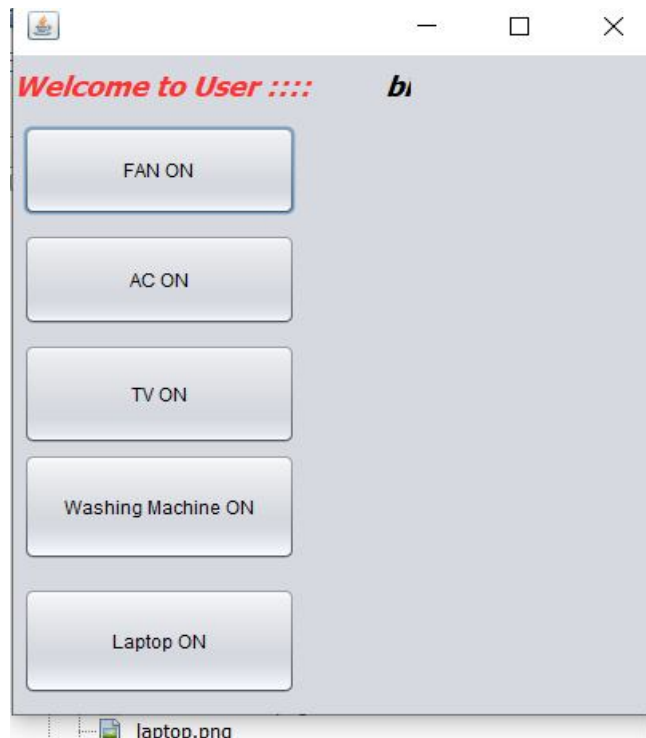 Welcome to User ::::
FAN ON
AC ON
TV ON
Washing Machine ON
Laptop ON
laptop.png